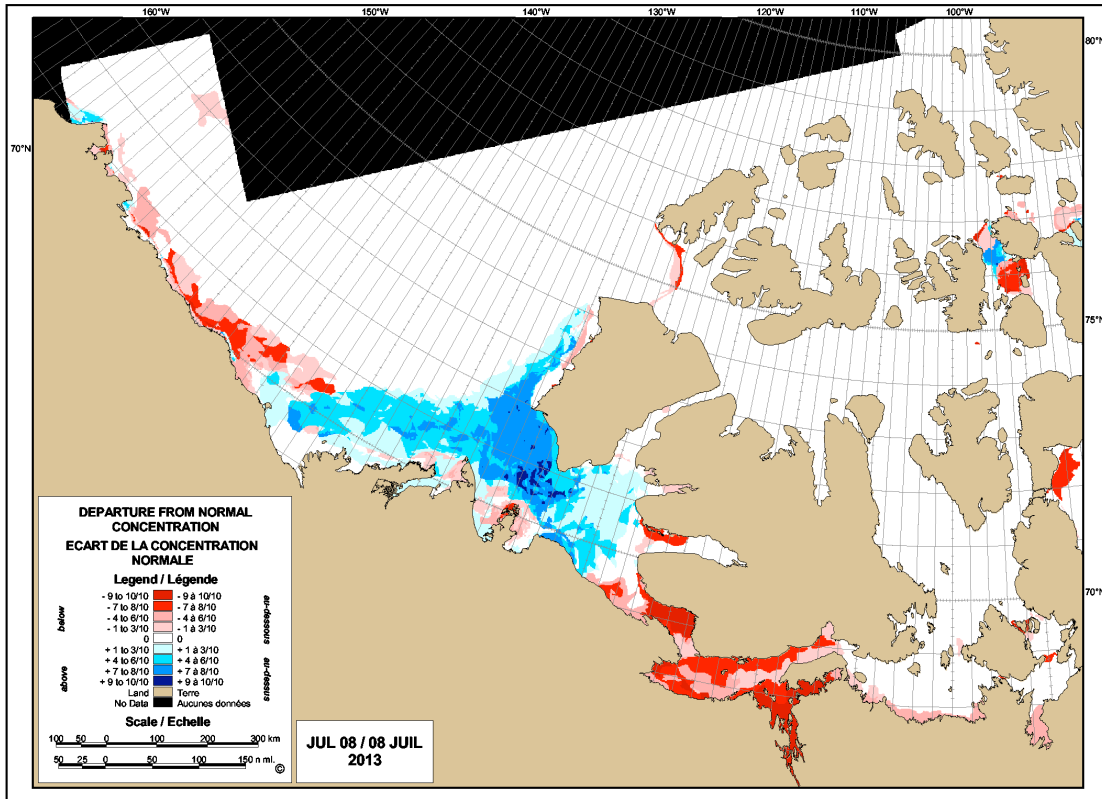 160°W 150°W 140°W 130°W 120°W 110°W 100°W
80°N
70°N
75°N
70°N
DEPARTURE FROM NORMAL
CONCENTRATION
ECART DE LA CONCENTRATION
NORMALE
Legend / Légende
below
au-dessous
- 9 to 10/10 - 9 à 10/10
- 7 to 8/10 - 7 à 8/10
- 4 to 6/10 - 4 à 6/10
- 1 to 3/10 - 1 à 3/10
0 0
above
au-dessus
+ 1 to 3/10 + 1 à 3/10
+ 4 to 6/10 + 4 à 6/10
+ 7 to 8/10 + 7 à 8/10
+ 9 to 10/10 + 9 à 10/10
Land Terre
No Data Aucunes données
Scale / Echelle
100 50 0 100 200 300 km
50 25 0 50 100 150 n mi.
©
JUL 08 / 08 JUIL
2013